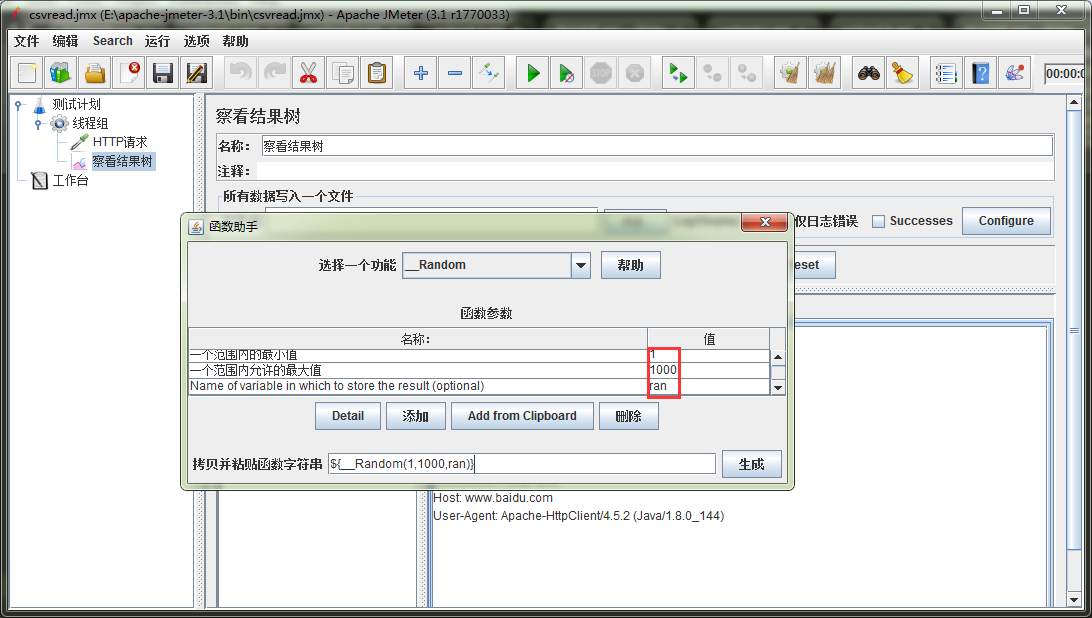 csvread.jmx (E:\apache-jmeter-3.1\bin\csvread.jmx) - Apache JMeter (3.1 r1770033)
文件 编辑 Search 运行 选项 帮助
00:00:0
测试计划
线程组
HTTP请求
察看结果树
工作台
察看结果树
名称： 察看结果树
注释：
所有数据写入一个文件
仅日志错误 Successes Configure
eset
函数助手
选择一个功能 __Random 帮助
函数参数
名称： 值
一个范围内的最小值 1
一个范围内允许的最大值 1000
Name of variable in which to store the result (optional) ran
Detail 添加 Add from Clipboard 删除
拷贝并粘贴函数字符串 ${__Random(1,1000,ran)} 生成
Host: www.baidu.com
User-Agent: Apache-HttpClient/4.5.2 (Java/1.8.0_144)